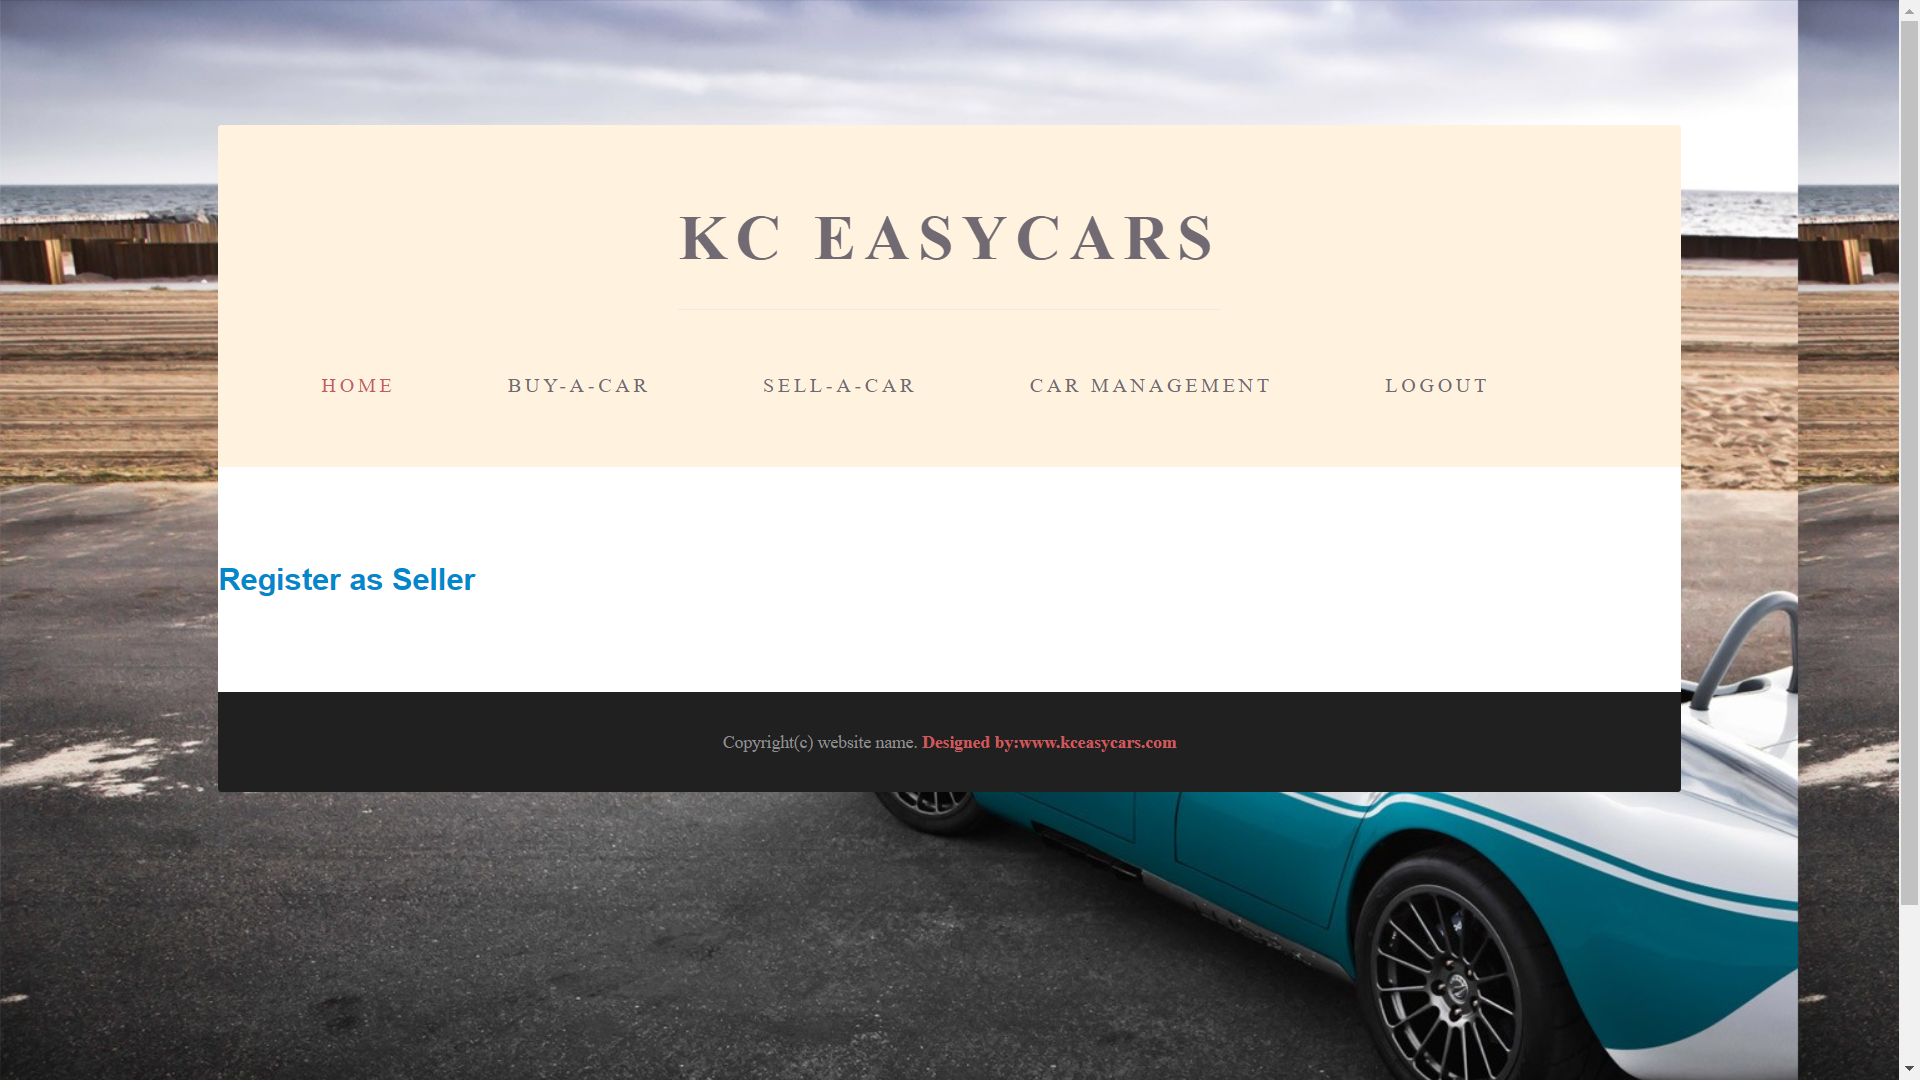 KC EASYCARS
HOME BUY-A-CAR SELL-A-CAR CAR MANAGEMENT LOGOUT
Register as Seller
Copyright(c) website name. Designed by:www.kceasycars.com